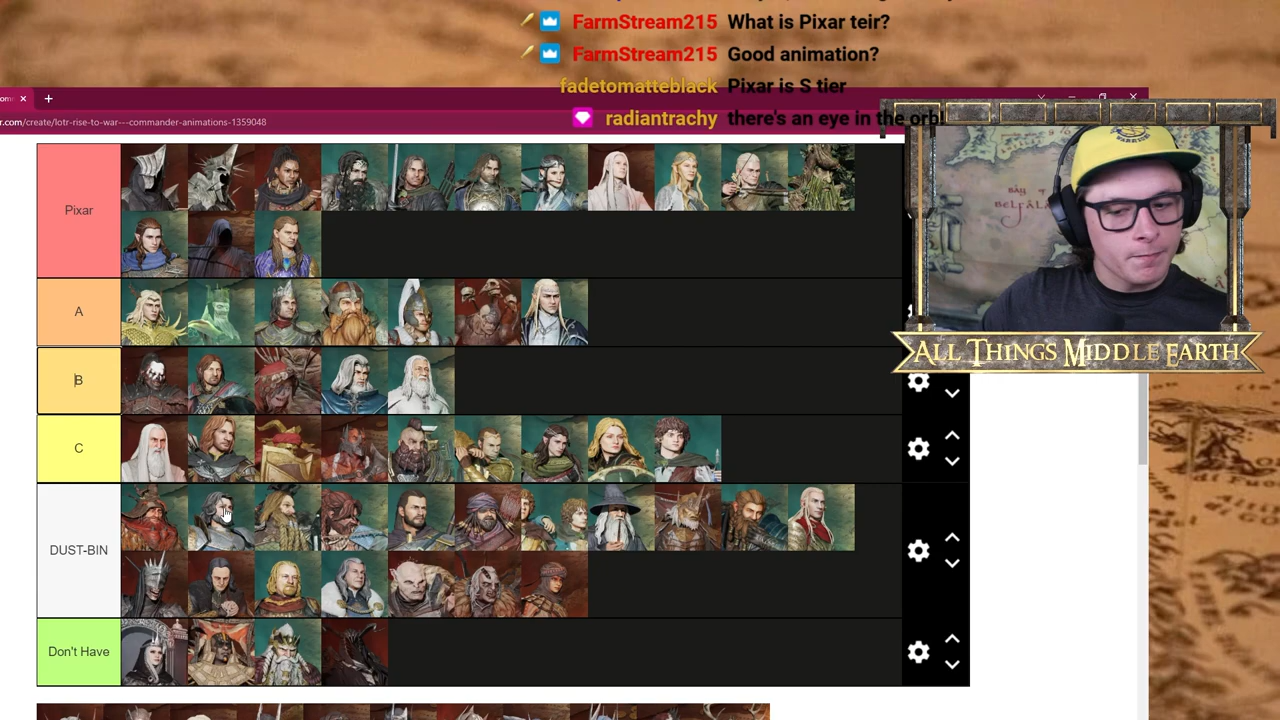 FarmStream215 What is Pixar teir?
FarmStream215 Good animation?
fadetomatteblack Pixar is S tier
radiantrachy there's an eye in the orb!
r.com/create/lotr-rise-to-war---commander-animations-1359048
Pixar
A
B
C
DUST-BIN
Don't Have
ALL THINGS MIDDLE EARTH